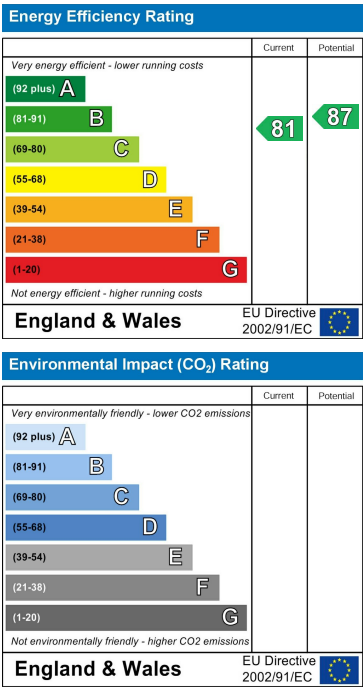 Energy Efficiency Rating
Current Potential
Very energy efficient - lower running costs
(92 plus) A
(81-91) B
81
87
(69-80) C
(55-68) D
(39-54) E
(21-38) F
(1-20) G
Not energy efficient - higher running costs
England & Wales
EU Directive
2002/91/EC
Environmental Impact (CO2) Rating
Current Potential
Very environmentally friendly - lower CO2 emissions
(92 plus) A
(81-91) B
(69-80) C
(55-68) D
(39-54) E
(21-38) F
(1-20) G
Not environmentally friendly - higher CO2 emissions
England & Wales
EU Directive
2002/91/EC